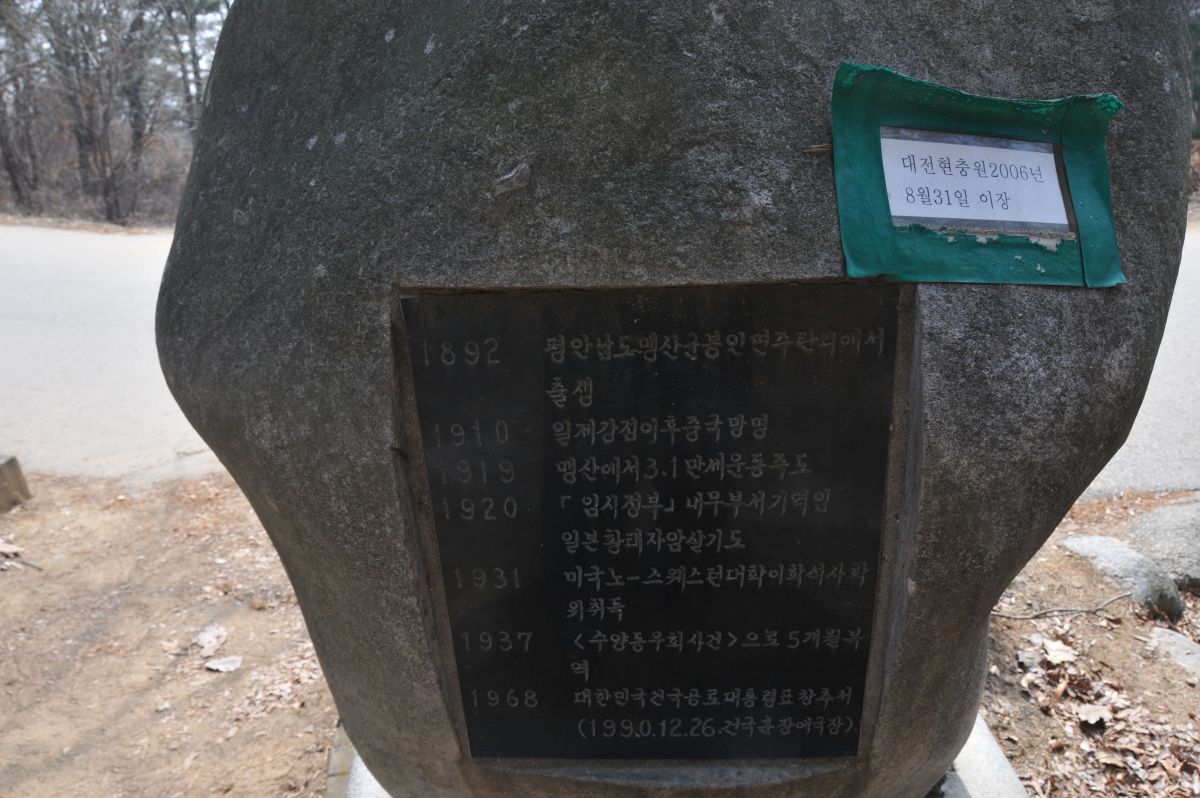 대전현충원2006년
8월31일 이장
1892 평안남도맹산군봉인면주탄리에서
출생
1910 일제강점이후중국망명
1919 맹산에서3.1만세운동주도
1920 「임시정부」내무부서기역임
일본황태자암살기도
1931 미국노-스웨스턴대학이학석사학
위취득
1937 <수양동우회사건>으로5개월복
역
1968 대한민국건국공로대통령표창추서
(1990.12.26.건국훈장애국장)